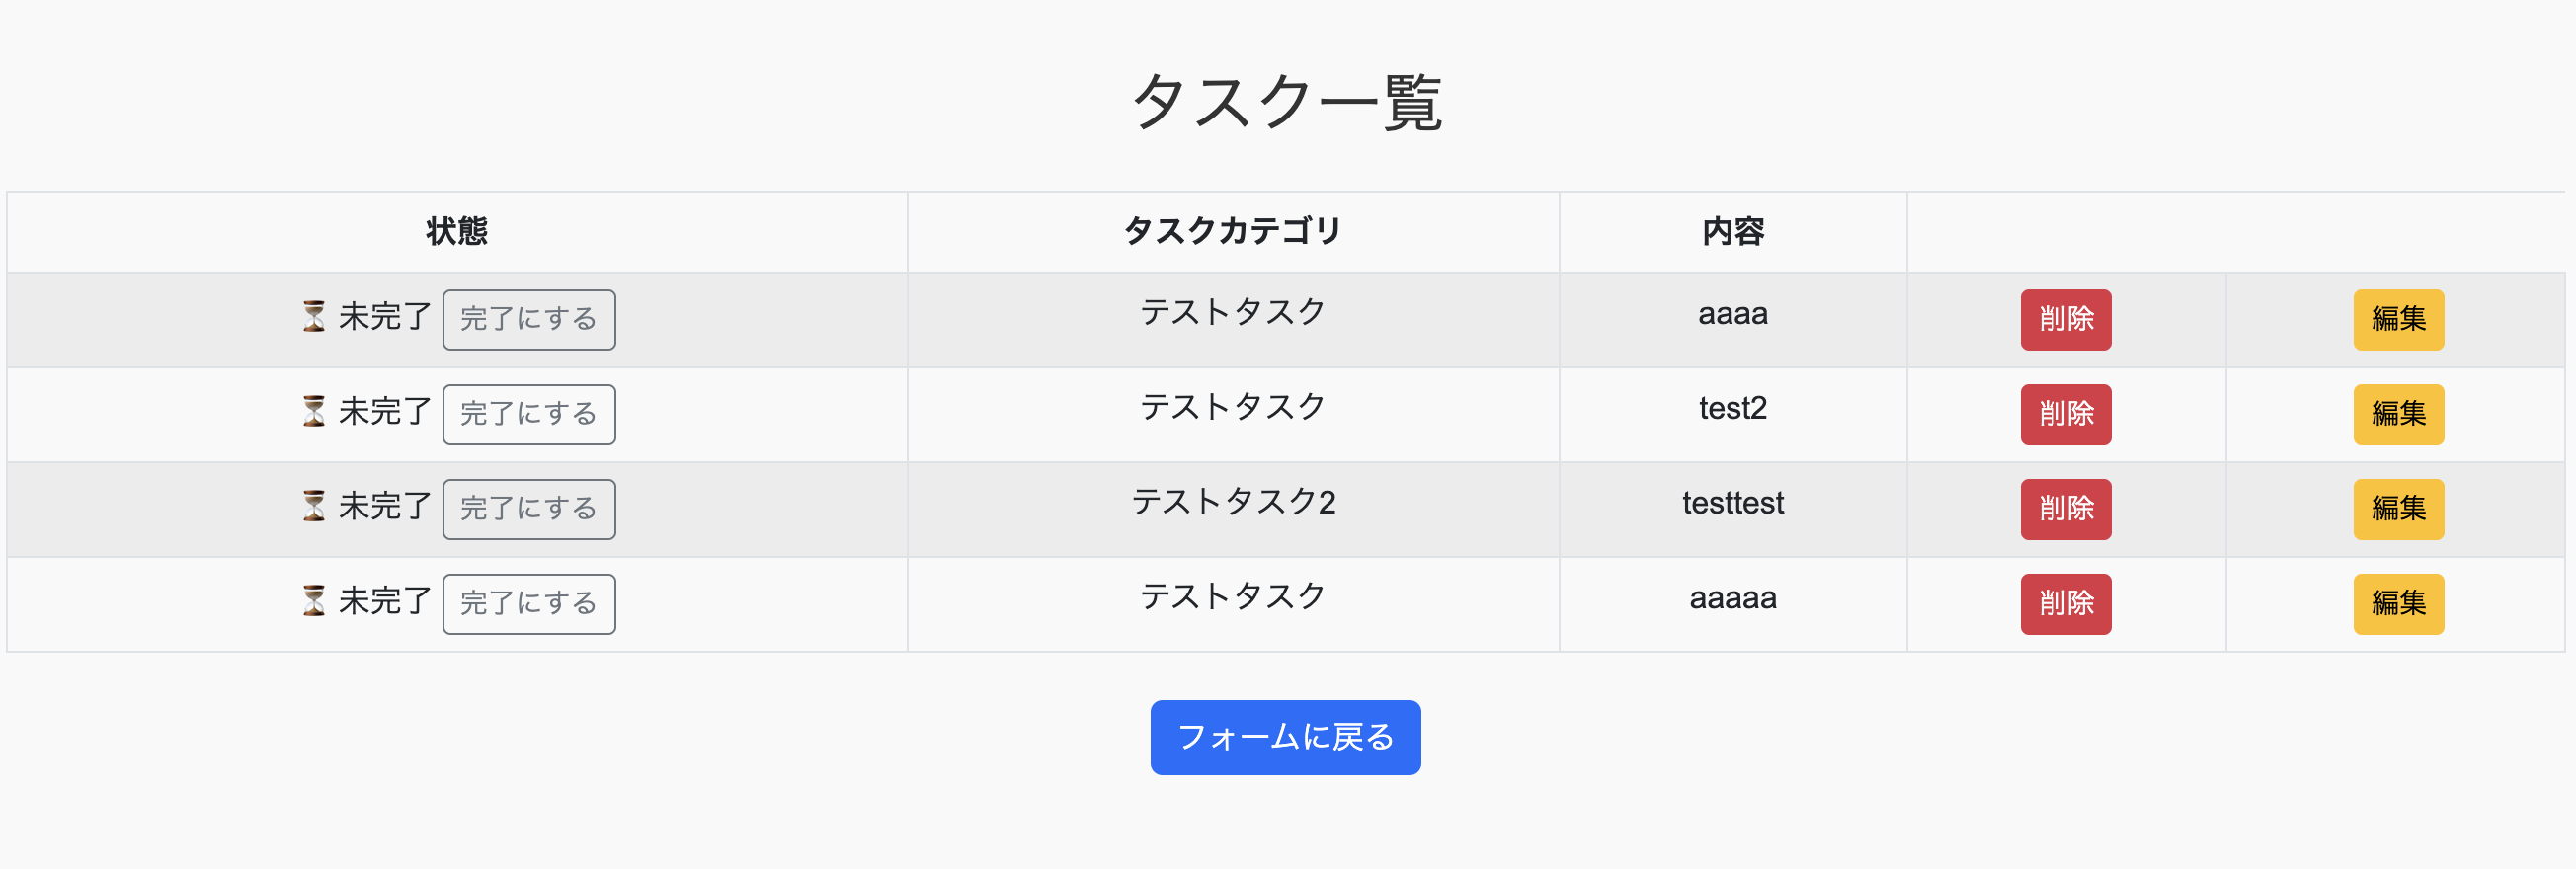 タスク一覧
状態 タスクカテゴリ 内容
⏳ 未完了 完了にする テストタスク aaaa 削除 編集
⏳ 未完了 完了にする テストタスク test2 削除 編集
⏳ 未完了 完了にする テストタスク2 testtest 削除 編集
⏳ 未完了 完了にする テストタスク aaaaa 削除 編集
フォームに戻る